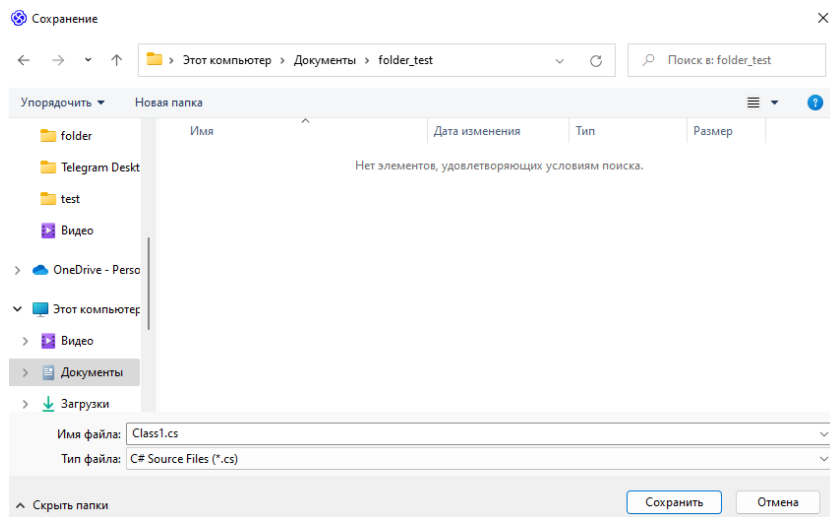 Сохранение
Этот компьютер > Документы > folder_test
Поиск в: folder_test
Упорядочить
Новая папка
Имя
Дата изменения
Тип
Размер
Нет элементов, удовлетворяющих условиям поиска.
folder
Telegram Deskt
test
Видео
OneDrive - Perso
Этот компьютер
Видео
Документы
Загрузки
Имя файла: Class1.cs
Тип файла: C# Source Files (*.cs)
Скрыть папки
Сохранить
Отмена